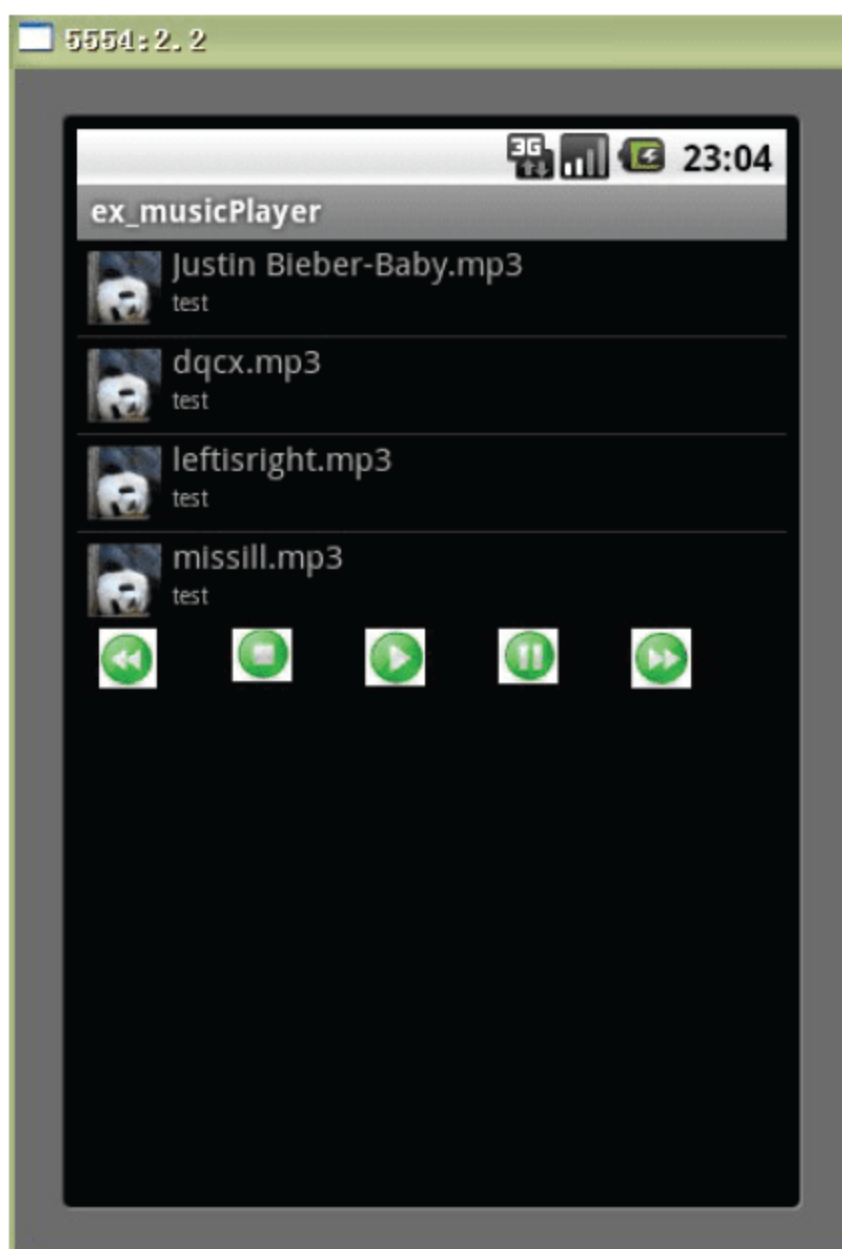 5554:2.2
3G 23:04
ex_musicPlayer
Justin Bieber-Baby.mp3
test
dqcx.mp3
test
leftisright.mp3
test
missill.mp3
test